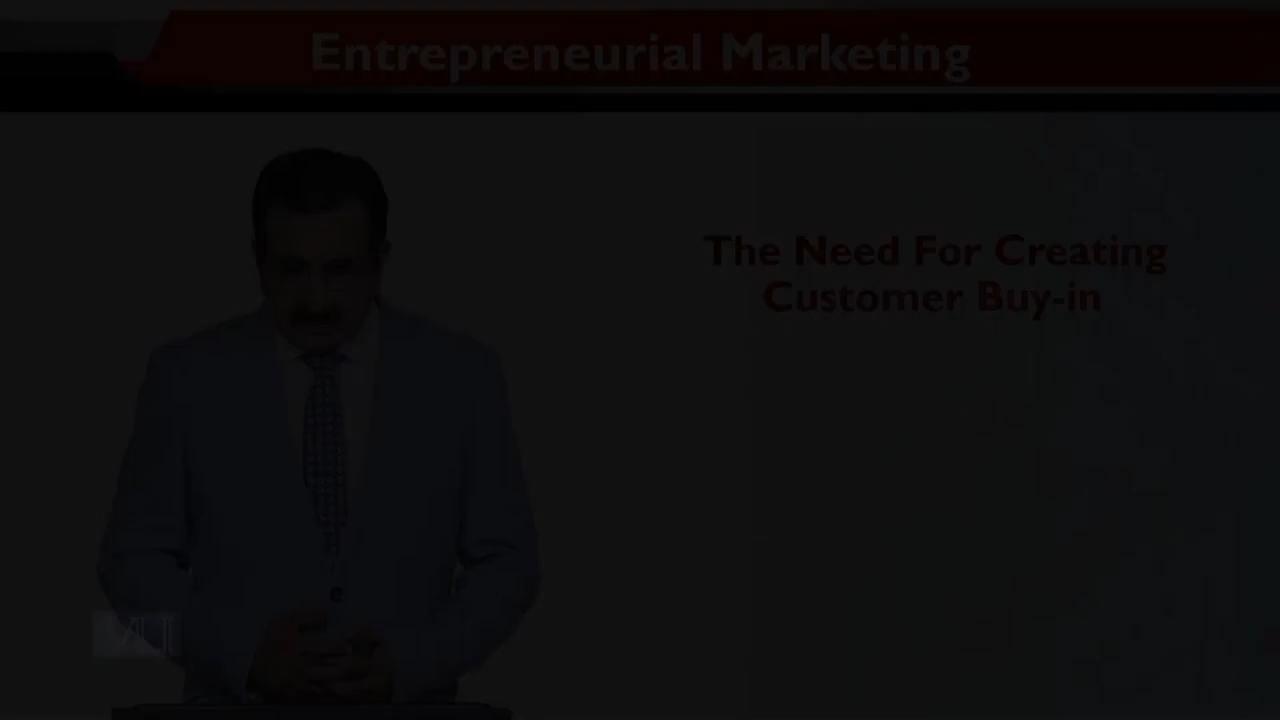 Entrepreneurial Marketing
The Need For Creating
Customer Buy-in